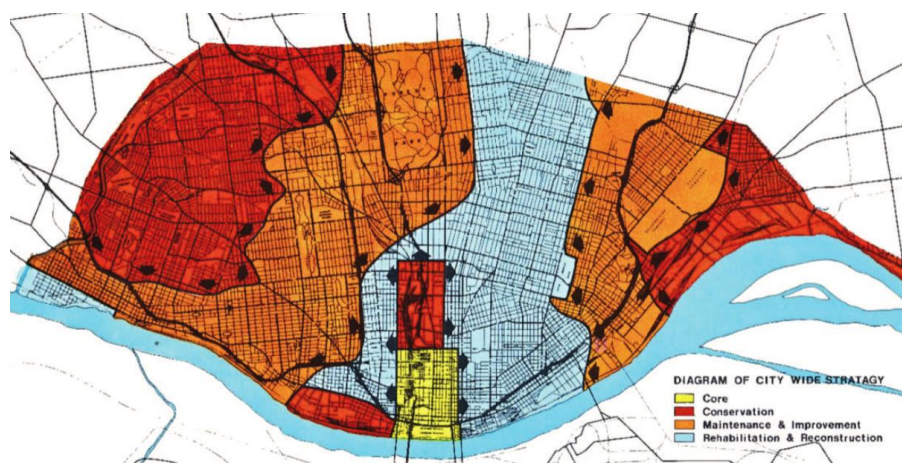 DIAGRAM OF CITY WIDE STRATAGY
Core
Conservation
Maintenance & Improvement
Rehabilitation & Reconstruction